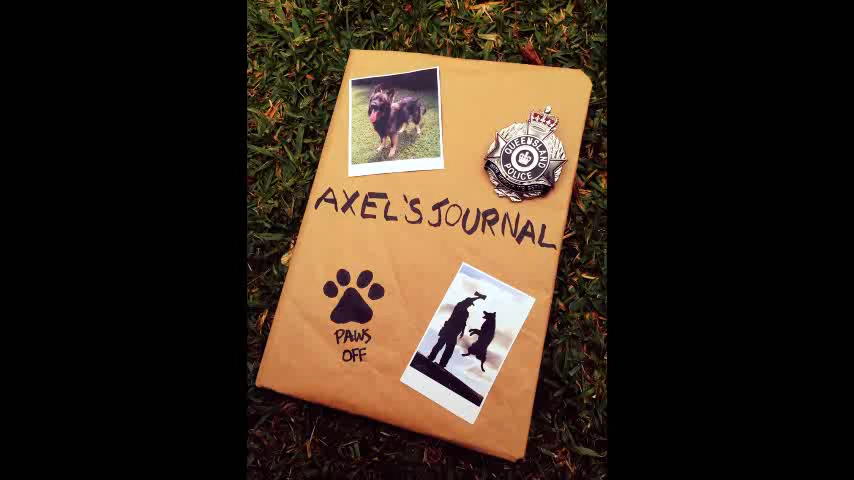 QUEENSLAND
POLICE
AXEL'S JOURNAL
PAWS
OFF